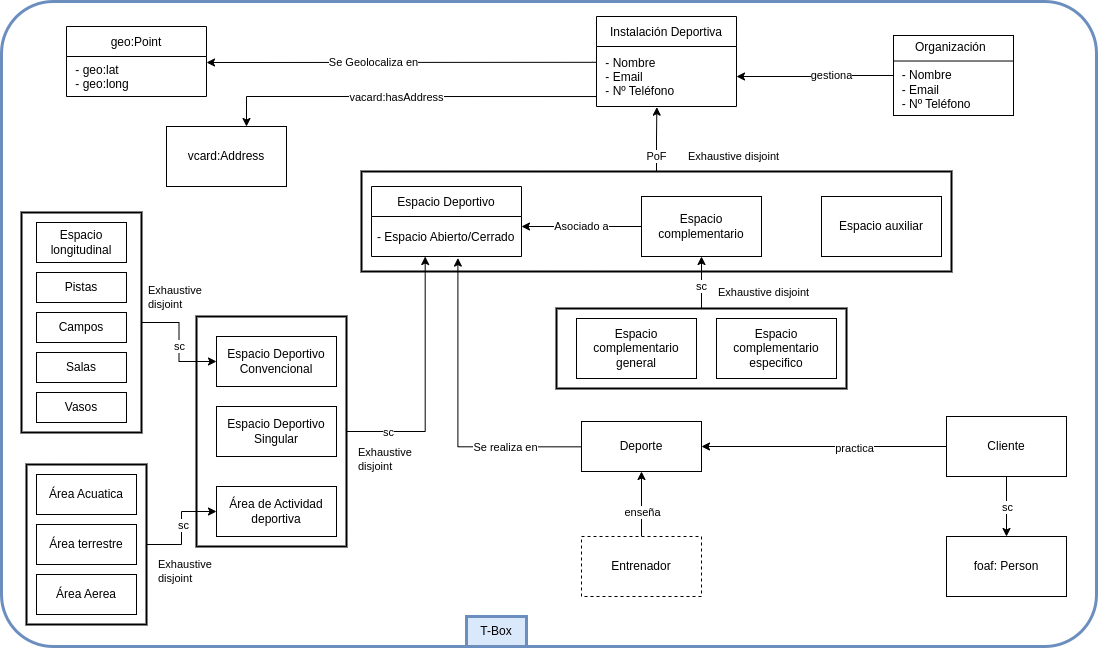 geo:Point
- geo:lat
- geo:long
Se Geolocaliza en
Instalación Deportiva
- Nombre
- Email
- Nº Teléfono
Organización
- Nombre
- Email
- Nº Teléfono
gestiona
vacard:hasAddress
vcard:Address
PoF
Exhaustive disjoint
Espacio Deportivo
- Espacio Abierto/Cerrado
Asociado a
Espacio
complementario
Espacio auxiliar
sc
Exhaustive disjoint
Espacio
complementario
general
Espacio
complementario
especifico
Espacio
longitudinal
Pistas
Campos
Salas
Vasos
Exhaustive
disjoint
sc
Espacio Deportivo
Convencional
Espacio Deportivo
Singular
Área de Actividad
deportiva
sc
Exhaustive
disjoint
Área Acuatica
Área terrestre
Área Aerea
sc
Exhaustive
disjoint
Se realiza en
Deporte
practica
Cliente
enseña
sc
Entrenador
foaf: Person
T-Box